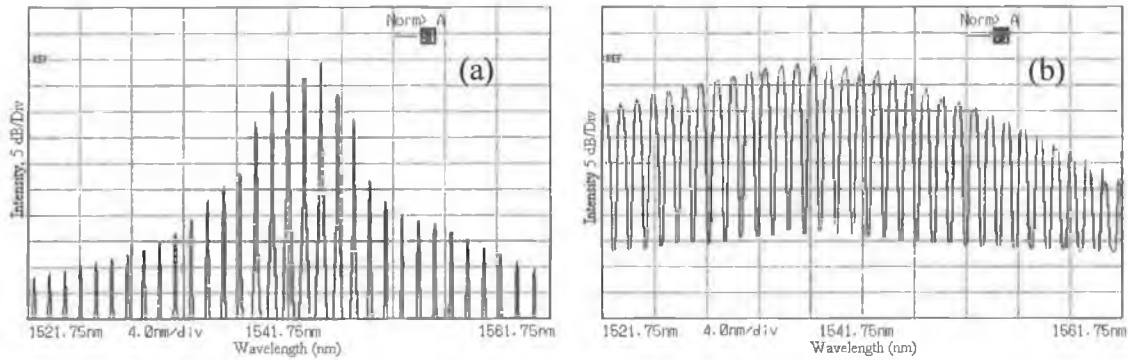 Norm> A
(a)
REF
Intensity, 5 dB/Div
1521.75nm 4.0nm/div 1541.75nm 1561.75nm
Wavelength (nm)
Norm> A
(b)
REF
Intensity 5 dB/Div
1521.75nm 4.0nm/div 1541.75nm 1561.75nm
Wavelength (nm)